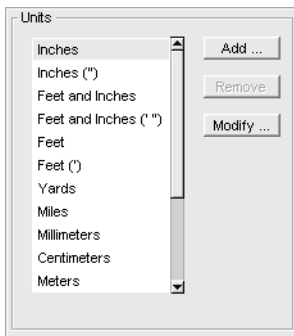 Units
Inches
Inches (")
Feet and Inches
Feet and Inches (' ")
Feet
Feet (')
Yards
Miles
Millimeters
Centimeters
Meters
Add ...
Remove
Modify ...